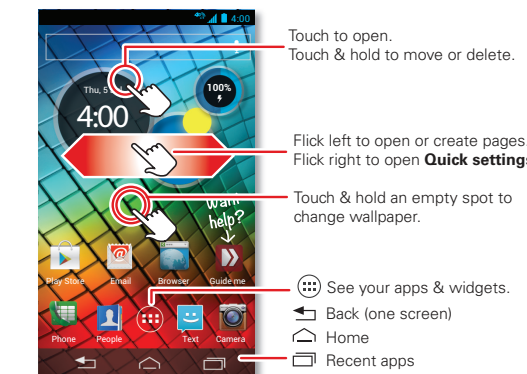 4G
4:00
Touch to open.
Touch & hold to move or delete.
Thu, 5
100%
4:00
Flick left to open or create pages
Flick right to open Quick settings
Touch & hold an empty spot to
change wallpaper.
Want
help?
Play Store
Email
Browser
Guide me
See your apps & widgets.
Phone
People
Text
Camera
Back (one screen)
Home
Recent apps